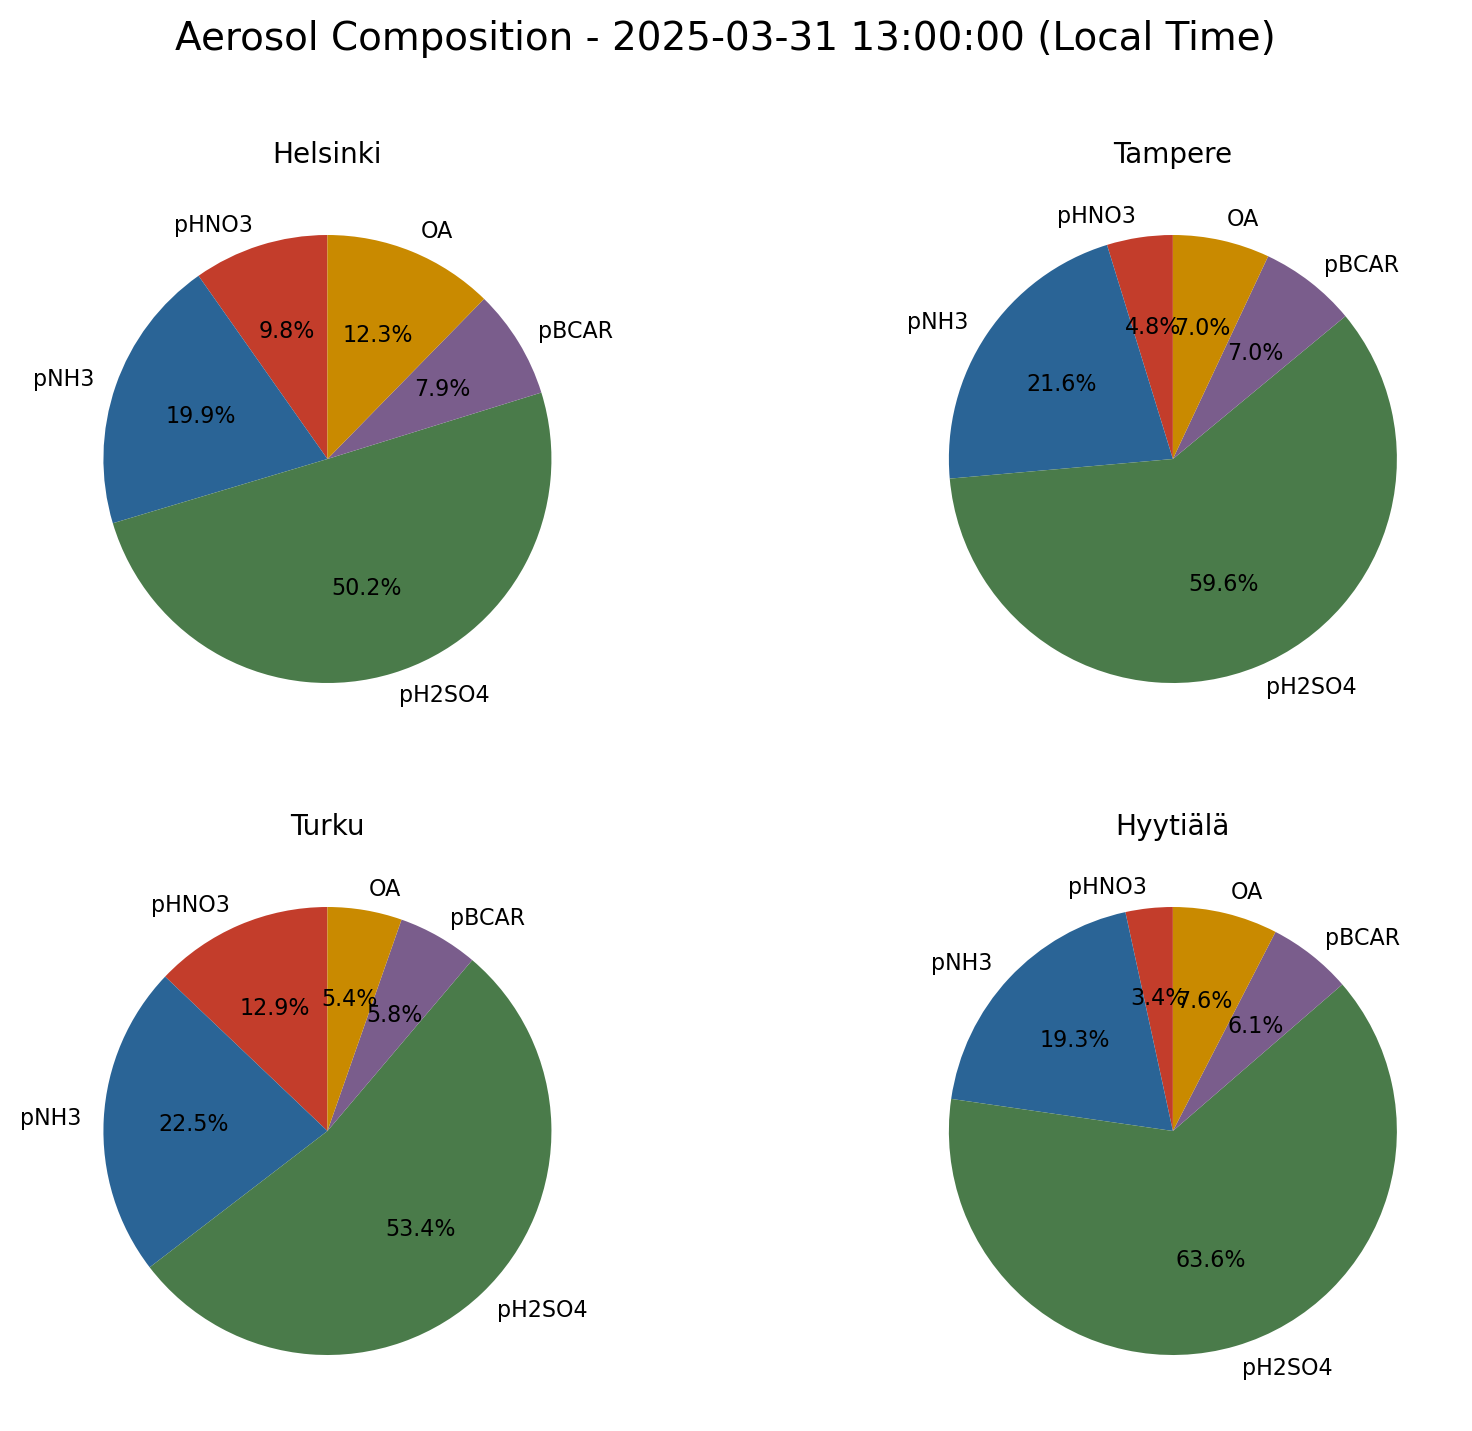 Aerosol Composition - 2025-03-31 13:00:00 (Local Time)
Helsinki
pHNO3
OA
pBCAR
pNH3
pH2SO4
9.8%
12.3%
7.9%
19.9%
50.2%
Tampere
pHNO3
OA
pBCAR
pNH3
pH2SO4
4.8%
7.0%
7.0%
21.6%
59.6%
Turku
OA
pHNO3
pBCAR
pNH3
pH2SO4
12.9%
5.4%
5.8%
22.5%
53.4%
Hyytiälä
pHNO3
OA
pBCAR
pNH3
pH2SO4
3.4%
7.6%
6.1%
19.3%
63.6%